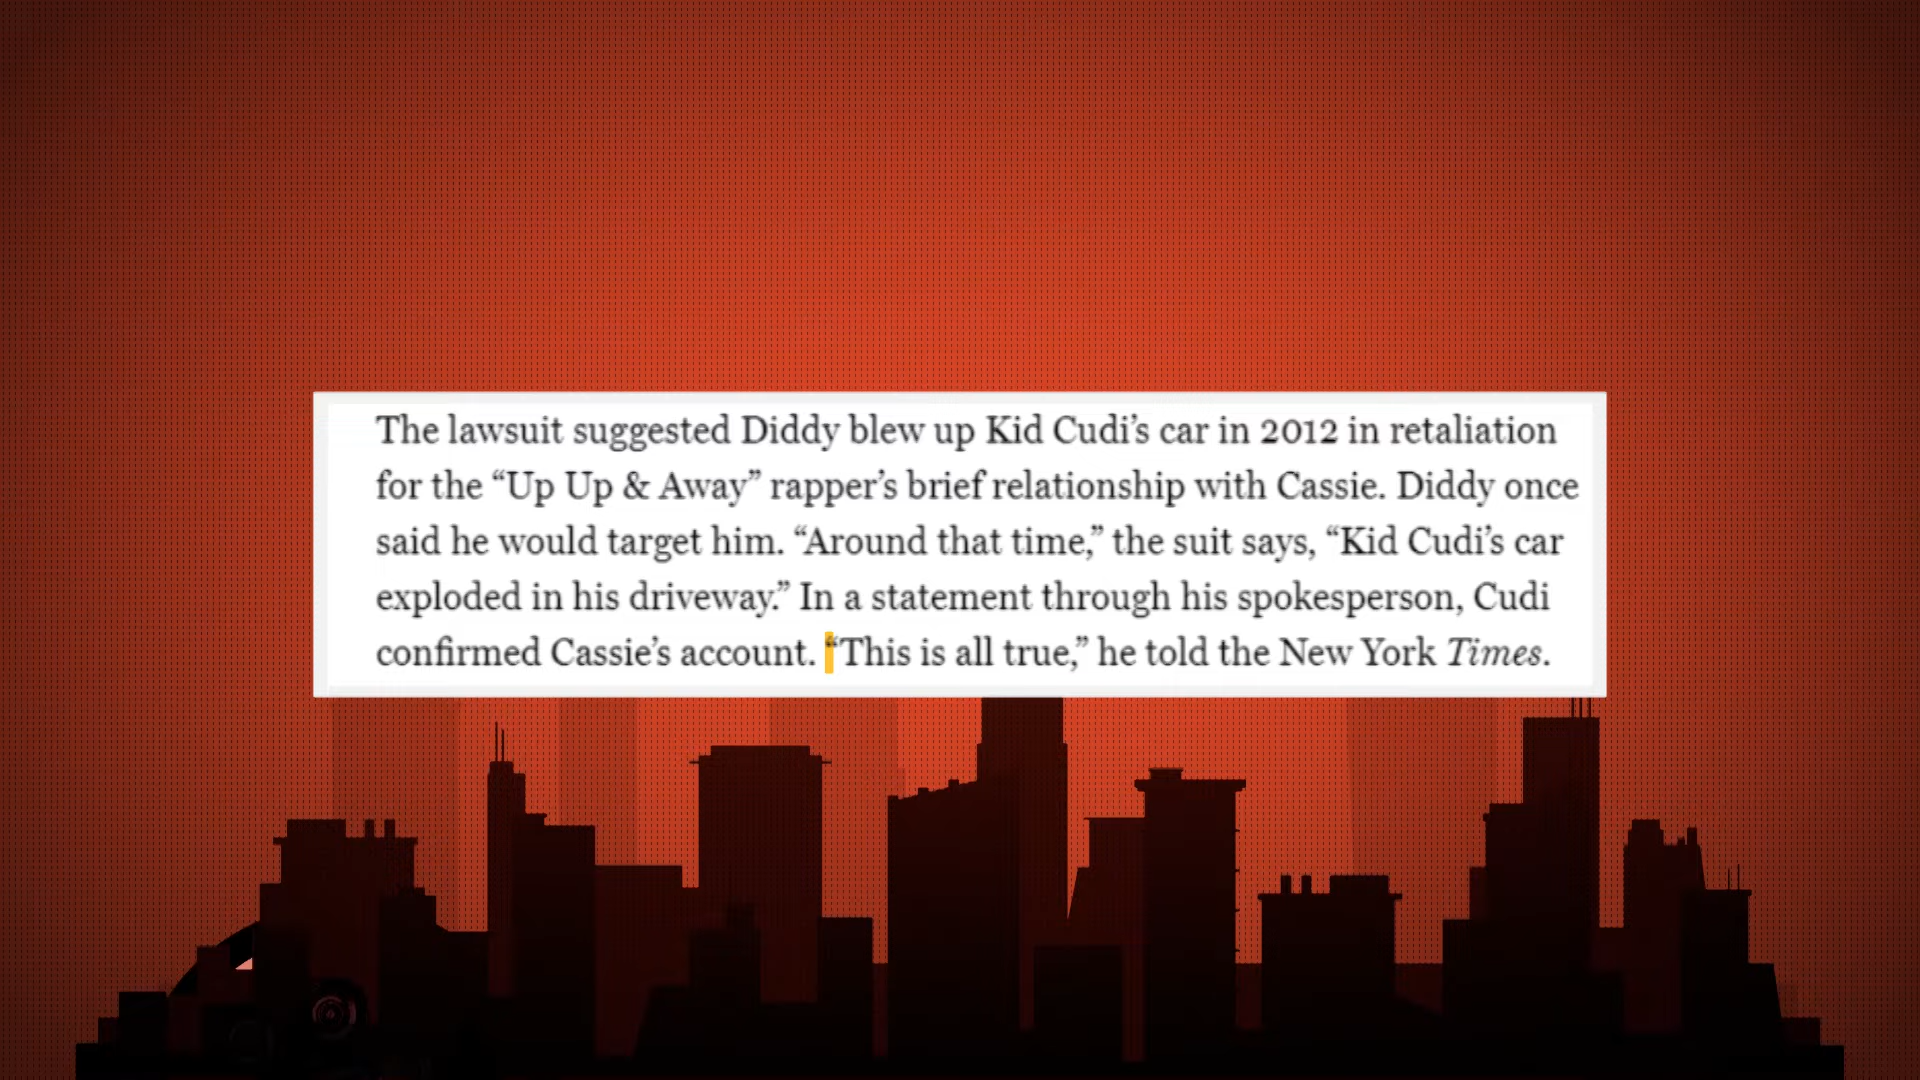 The lawsuit suggested Diddy blew up Kid Cudi’s car in 2012 in retaliation
for the “Up Up & Away” rapper’s brief relationship with Cassie. Diddy once
said he would target him. “Around that time,” the suit says, “Kid Cudi’s car
exploded in his driveway.” In a statement through his spokesperson, Cudi
confirmed Cassie’s account. “This is all true,” he told the New York Times.